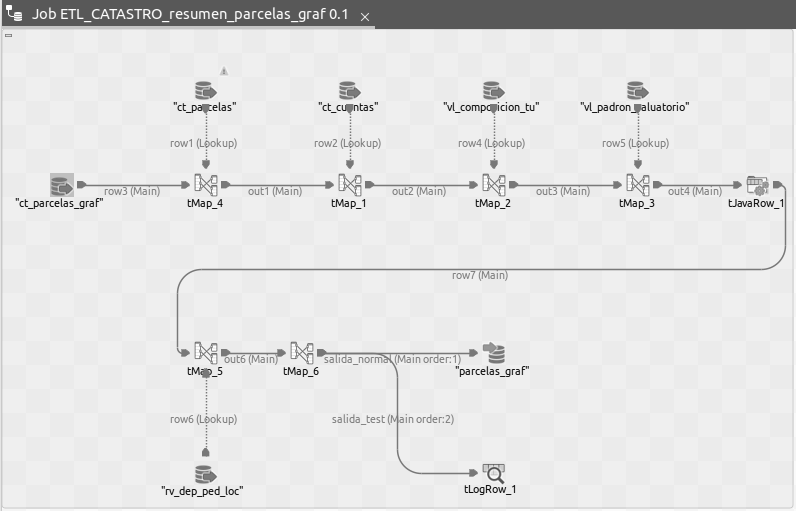 Job ETL_CATASTRO_resumen_parcelas_graf 0.1
"ct_parcelas"
"ct_cuentas"
"vl_composicion_tu"
"vl_padron_valuatorio"
row1 (Lookup)
row2 (Lookup)
row4 (Lookup)
row5 (Lookup)
row3 (Main)
out1 (Main)
out2 (Main)
out3 (Main)
out4 (Main)
"ct_parcelas_graf"
tMap_4
tMap_1
tMap_2
tMap_3
tJavaRow_1
row7 (Main)
out6 (Main)
salida_normal (Main order:1)
tMap_5
tMap_6
"parcelas_graf"
row6 (Lookup)
salida_test (Main order:2)
"rv_dep_ped_loc"
tLogRow_1